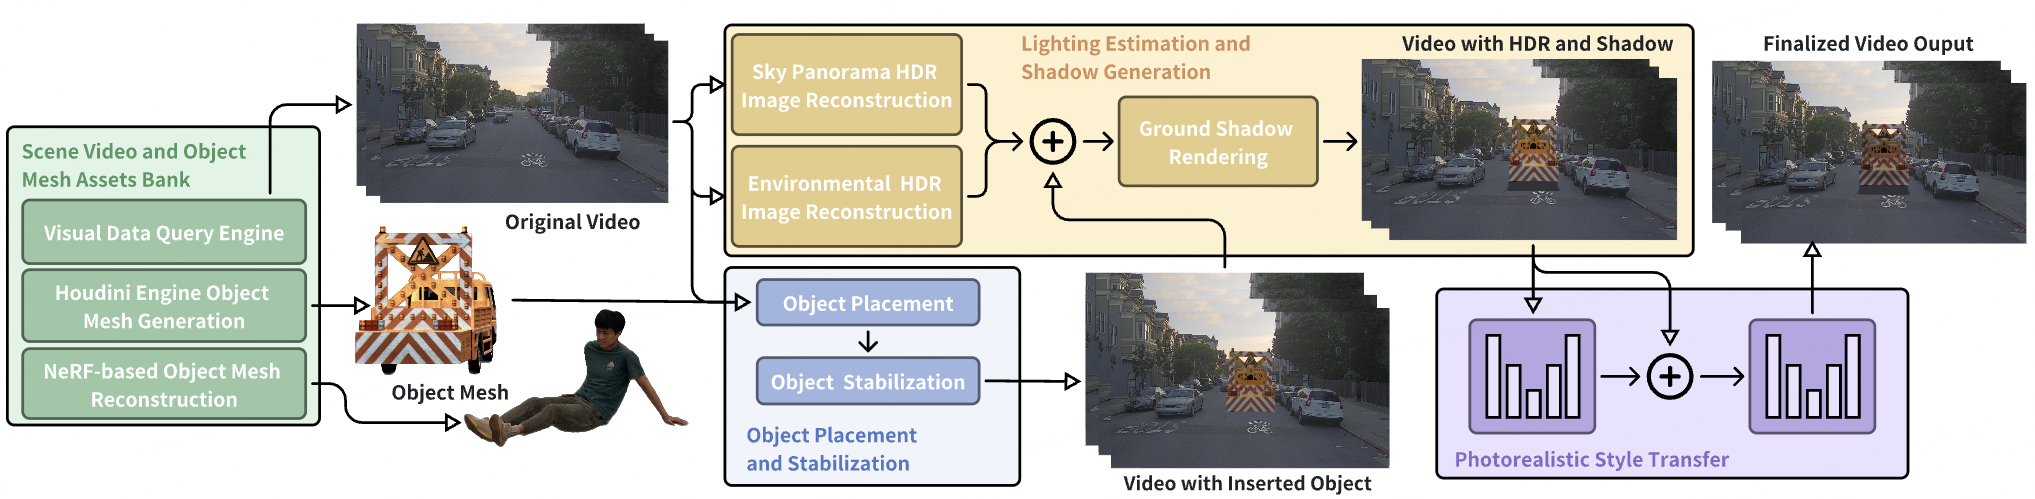 Scene Video and Object
Mesh Assets Bank
Visual Data Query Engine
Houdini Engine Object
Mesh Generation
NeRF-based Object Mesh
Reconstruction
Original Video
Object Mesh
Sky Panorama HDR
Image Reconstruction
Environmental HDR
Image Reconstruction
Lighting Estimation and
Shadow Generation
Ground Shadow
Rendering
Video with HDR and Shadow
Object Placement
Object Stabilization
Object Placement
and Stabilization
Video with Inserted Object
Finalized Video Ouput
Photorealistic Style Transfer